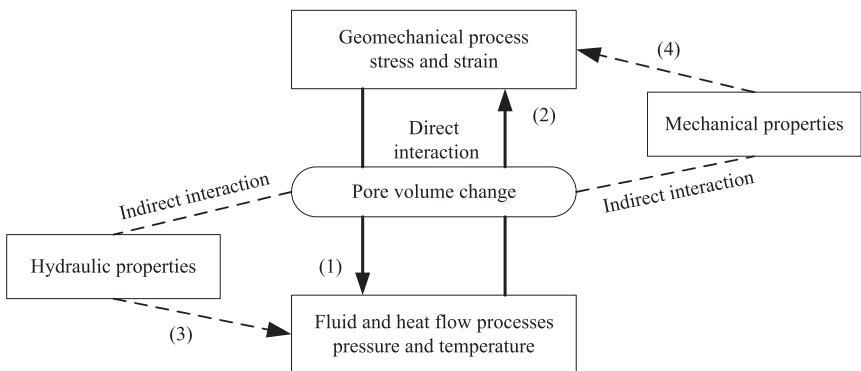 Geomechanical process
stress and strain
(4)
(2)
Mechanical properties
Direct
interaction
Pore volume change
Indirect interaction
Indirect interaction
Hydraulic properties
(1)
(3)
Fluid and heat flow processes
pressure and temperature